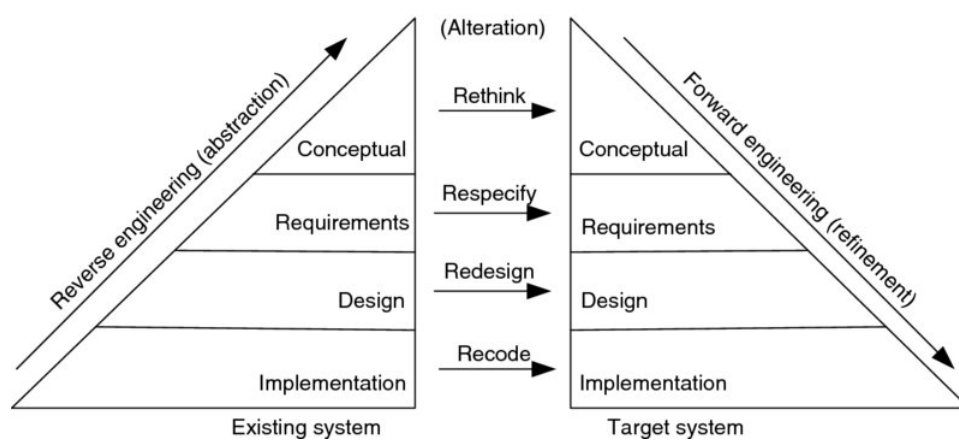 (Alteration)
Reverse engineering (abstraction)
Forward engineering (refinement)
Rethink
Conceptual
Conceptual
Respecify
Requirements
Requirements
Redesign
Design
Design
Recode
Implementation
Implementation
Existing system
Target system